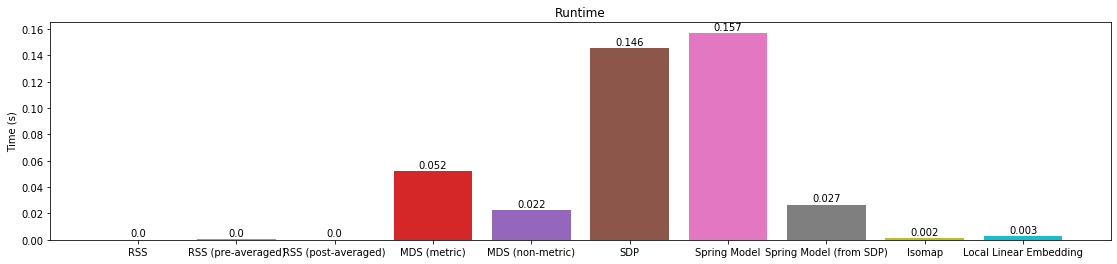 Runtime
Time (s)
0.16
0.14
0.12
0.10
0.08
0.06
0.04
0.02
0.00
0.0
0.0
0.0
0.052
0.022
0.146
0.157
0.027
0.002
0.003
RSS
RSS (pre-averaged)
RSS (post-averaged)
MDS (metric)
MDS (non-metric)
SDP
Spring Model
Spring Model (from SDP)
Isomap
Local Linear Embedding